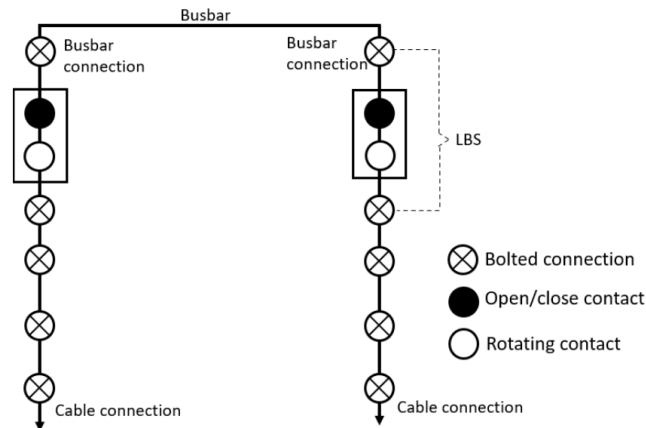 Busbar
Busbar
connection
Busbar
connection
LBS
Bolted connection
Open/close contact
Rotating contact
Cable connection
Cable connection